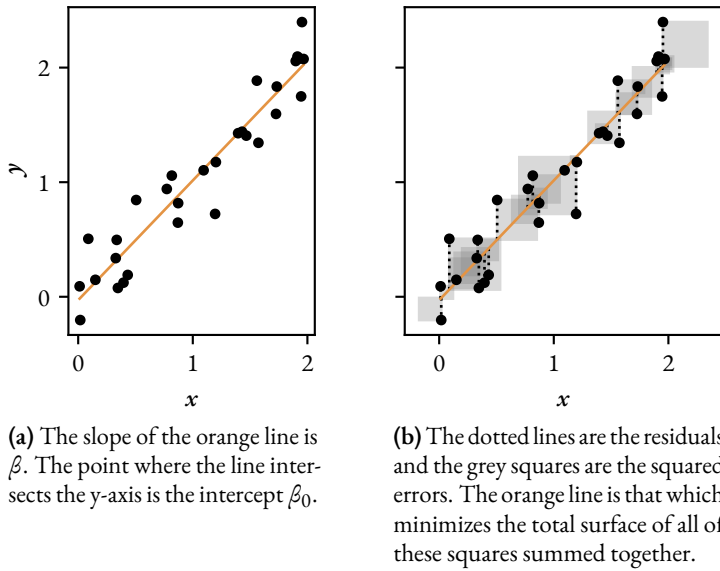 2
1
0
y
0
1
2
x
(a) The slope of the orange line is
β. The point where the line inter-
sects the y-axis is the intercept β₀.
2
1
0
0
1
2
x
(b) The dotted lines are the residuals
and the grey squares are the squared
errors. The orange line is that which
minimizes the total surface of all of
these squares summed together.